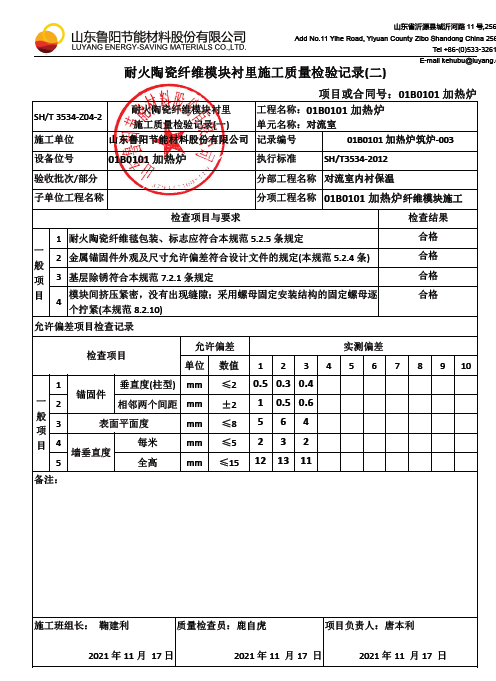 山东鲁阳节能材料股份有限公司
LUYANG ENERGY-SAVING MATERIALS CO.,LTD.
山东省沂源县城沂河路 11 号,256
Add No.11 Yihe Road, Yiyuan County Zibo Shandong China 256
Tel +86-(0)533-3261
E-mail kehubu@luyang.
耐火陶瓷纤维模块衬里施工质量检验记录(二)
项目或合同号：01B0101 加热炉
SH/T 3534-Z04-2 耐火陶瓷纤维模块衬里 工程名称：01B0101 加热炉
施工质量检验记录(一) 单元名称：对流室
施工单位 山东鲁阳节能材料股份有限公司 记录编号 01B0101 加热炉筑炉-003
设备位号 01B0101 加热炉 执行标准 SH/T3534-2012
验收批次/部分 分部工程名称 对流室内衬保温
子单位工程名称 分项工程名称 01B0101 加热炉纤维模块施工
检查项目与要求 检查结果
一般项目
1 耐火陶瓷纤维毯包装、标志应符合本规范 5.2.5 条规定 合格
2 金属锚固件外观及尺寸允许偏差符合设计文件的规定(本规范 5.2.4 条) 合格
3 基层除锈符合本规范 7.2.1 条规定 合格
4 模块间挤压紧密，没有出现缝隙；采用螺母固定安装结构的固定螺母逐 合格
个拧紧(本规范 8.2.10)
允许偏差项目检查记录
检查项目 允许偏差 实测偏差
单位 数值 1 2 3 4 5 6 7 8 9 10
一般项目
1 锚固件 垂直度(柱型) mm ≤2 0.5 0.3 0.4
2 相邻两个间距 mm ±2 1 0.5 0.6
3 表面平面度 mm ≤8 5 6 4
4 墙垂直度 每米 mm ≤5 2 3 2
5 全高 mm ≤15 12 13 11
备注：
施工班组长： 鞠建利 质量检查员：鹿自虎 项目负责人：唐本利
2021 年 11 月 17 日 2021 年 11 月 17 日 2021 年 11 月 17 日